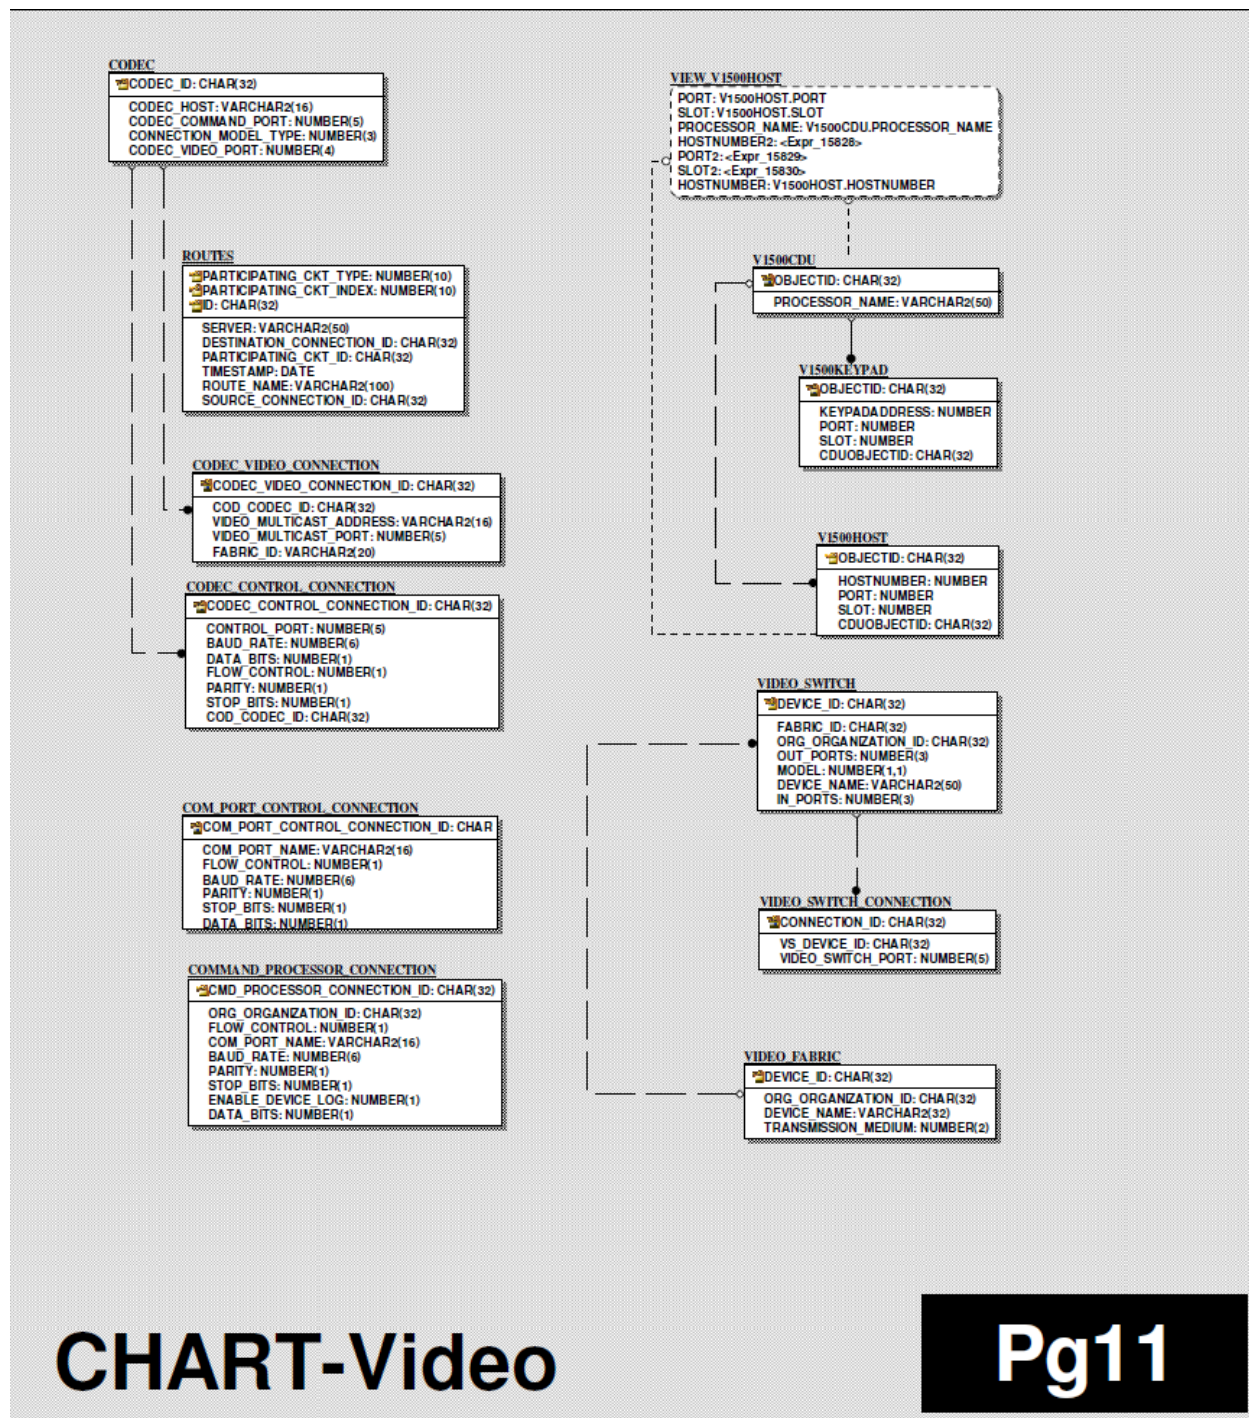 CODEC
CODEC_ID: CHAR(32)
CODEC_HOST: VARCHAR2(16)
CODEC_COMMAND_PORT: NUMBER(5)
CONNECTION_MODEL_TYPE: NUMBER(3)
CODEC_VIDEO_PORT: NUMBER(4)
ROUTES
PARTICIPATING_CKT_TYPE: NUMBER(10)
PARTICIPATING_CKT_INDEX: NUMBER(10)
ID: CHAR(32)
SERVER: VARCHAR2(50)
DESTINATION_CONNECTION_ID: CHAR(32)
PARTICIPATING_CKT_ID: CHAR(32)
TIMESTAMP: DATE
ROUTE_NAME: VARCHAR2(100)
SOURCE_CONNECTION_ID: CHAR(32)
CODEC_VIDEO_CONNECTION
CODEC_VIDEO_CONNECTION_ID: CHAR(32)
COD_CODEC_ID: CHAR(32)
VIDEO_MULTICAST_ADDRESS: VARCHAR2(16)
VIDEO_MULTICAST_PORT: NUMBER(5)
FABRIC_ID: VARCHAR2(20)
CODEC_CONTROL_CONNECTION
CODEC_CONTROL_CONNECTION_ID: CHAR(32)
CONTROL_PORT: NUMBER(5)
BAUD_RATE: NUMBER(6)
DATA_BITS: NUMBER(1)
FLOW_CONTROL: NUMBER(1)
PARITY: NUMBER(1)
STOP_BITS: NUMBER(1)
COD_CODEC_ID: CHAR(32)
COM_PORT_CONTROL_CONNECTION
COM_PORT_CONTROL_CONNECTION_ID: CHAR
COM_PORT_NAME: VARCHAR2(16)
FLOW_CONTROL: NUMBER(1)
BAUD_RATE: NUMBER(6)
PARITY: NUMBER(1)
STOP_BITS: NUMBER(1)
DATA_BITS: NUMBER(1)
COMMAND_PROCESSOR_CONNECTION
CMD_PROCESSOR_CONNECTION_ID: CHAR(32)
ORG_ORGANIZATION_ID: CHAR(32)
FLOW_CONTROL: NUMBER(1)
COM_PORT_NAME: VARCHAR2(16)
BAUD_RATE: NUMBER(6)
PARITY: NUMBER(1)
STOP_BITS: NUMBER(1)
ENABLE_DEVICE_LOG: NUMBER(1)
DATA_BITS: NUMBER(1)
VIEW_V1500HOST
PORT: V1500HOST.PORT
SLOT: V1500HOST.SLOT
PROCESSOR_NAME: V1500CDU.PROCESSOR_NAME
HOSTNUMBER2: <Expr_15828>
PORT2: <Expr_15829>
SLOT2: <Expr_15830>
HOSTNUMBER: V1500HOST.HOSTNUMBER
V1500CDU
OBJECTID: CHAR(32)
PROCESSOR_NAME: VARCHAR2(50)
V1500KEYPAD
OBJECTID: CHAR(32)
KEYPADADDRESS: NUMBER
PORT: NUMBER
SLOT: NUMBER
CDUOBJECTID: CHAR(32)
V1500HOST
OBJECTID: CHAR(32)
HOSTNUMBER: NUMBER
PORT: NUMBER
SLOT: NUMBER
CDUOBJECTID: CHAR(32)
VIDEO_SWITCH
DEVICE_ID: CHAR(32)
FABRIC_ID: CHAR(32)
ORG_ORGANIZATION_ID: CHAR(32)
OUT_PORTS: NUMBER(3)
MODEL: NUMBER(1,1)
DEVICE_NAME: VARCHAR2(50)
IN_PORTS: NUMBER(3)
VIDEO_SWITCH_CONNECTION
CONNECTION_ID: CHAR(32)
VS_DEVICE_ID: CHAR(32)
VIDEO_SWITCH_PORT: NUMBER(5)
VIDEO_FABRIC
DEVICE_ID: CHAR(32)
ORG_ORGANIZATION_ID: CHAR(32)
DEVICE_NAME: VARCHAR2(32)
TRANSMISSION_MEDIUM: NUMBER(2)
CHART-Video
Pg11